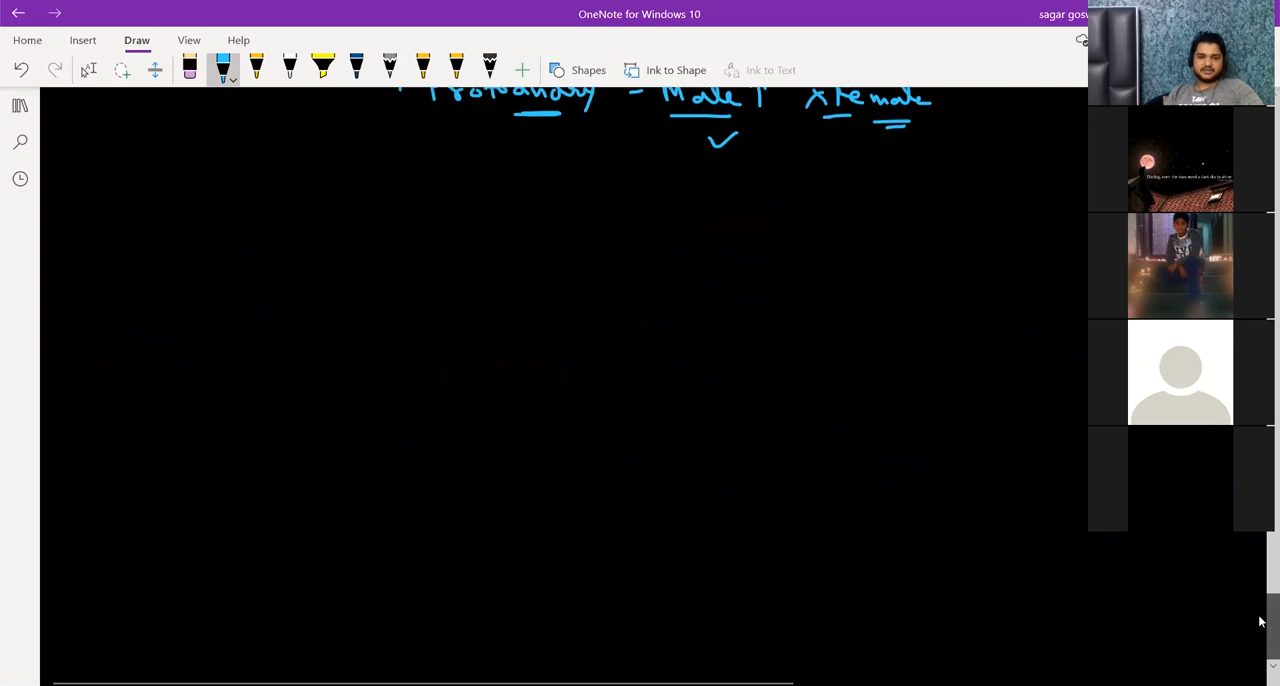 OneNote for Windows 10
sagar gosw
Home Insert Draw View Help
Shapes Ink to Shape Ink to Text
Protandry = Male ↑ X Female